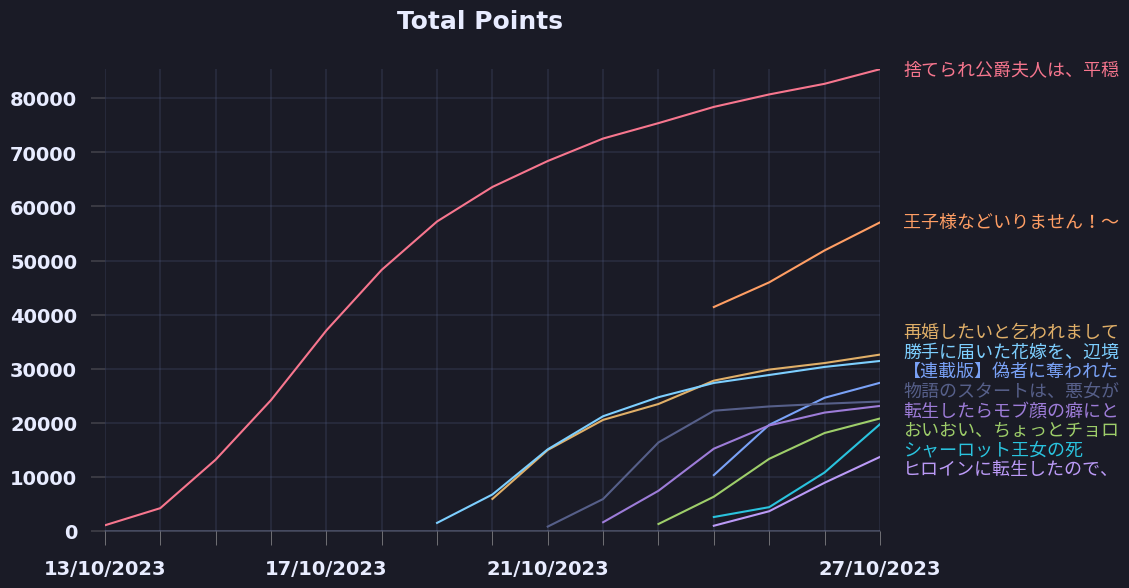 Total Points
80000
70000
60000
50000
40000
30000
20000
10000
0
13/10/2023
17/10/2023
21/10/2023
27/10/2023
捨てられ公爵夫人は、平穏
王子様などいりません！～
再婚したいと乞われまして
勝手に届いた花嫁を、辺境
【連載版】偽者に奪われた
物語のスタートは、悪女が
転生したらモブ顔の癖にと
おいおい、ちょっとチョロ
シャーロット王女の死
ヒロインに転生したので、